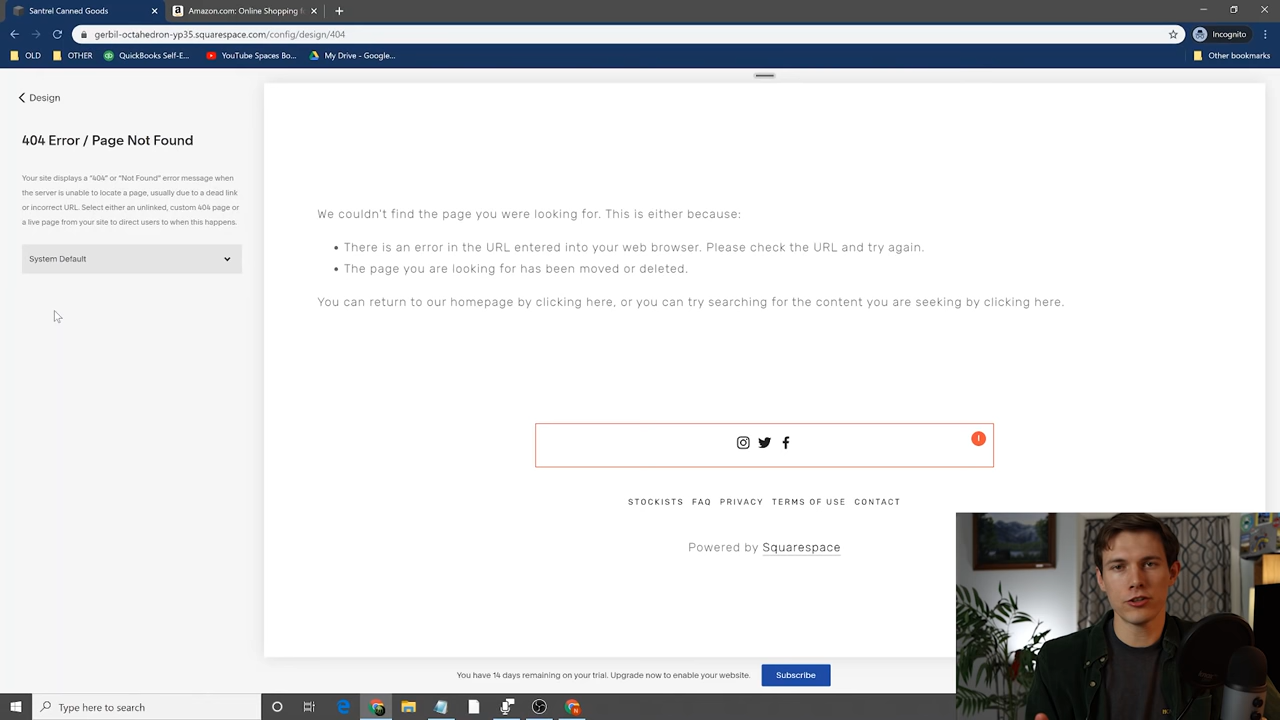 Santrel Canned Goods
Amazon.com: Online Shopping f
gerbil-octahedron-yp35.squarespace.com/config/design/404
Incognito
OLD
OTHER
QuickBooks Self-E...
YouTube Spaces Bo...
My Drive - Google...
Other bookmarks
Design
404 Error / Page Not Found
Your site displays a “404” or “Not Found” error message when
the server is unable to locate a page, usually due to a dead link
or incorrect URL. Select either an unlinked, custom 404 page or
a live page from your site to direct users to when this happens.
System Default
We couldn't find the page you were looking for. This is either because:
• There is an error in the URL entered into your web browser. Please check the URL and try again.
• The page you are looking for has been moved or deleted.
You can return to our homepage by clicking here, or you can try searching for the content you are seeking by clicking here.
STOCKISTS FAQ PRIVACY TERMS OF USE CONTACT
Powered by Squarespace
You have 14 days remaining on your trial. Upgrade now to enable your website.
Subscribe
Type here to search